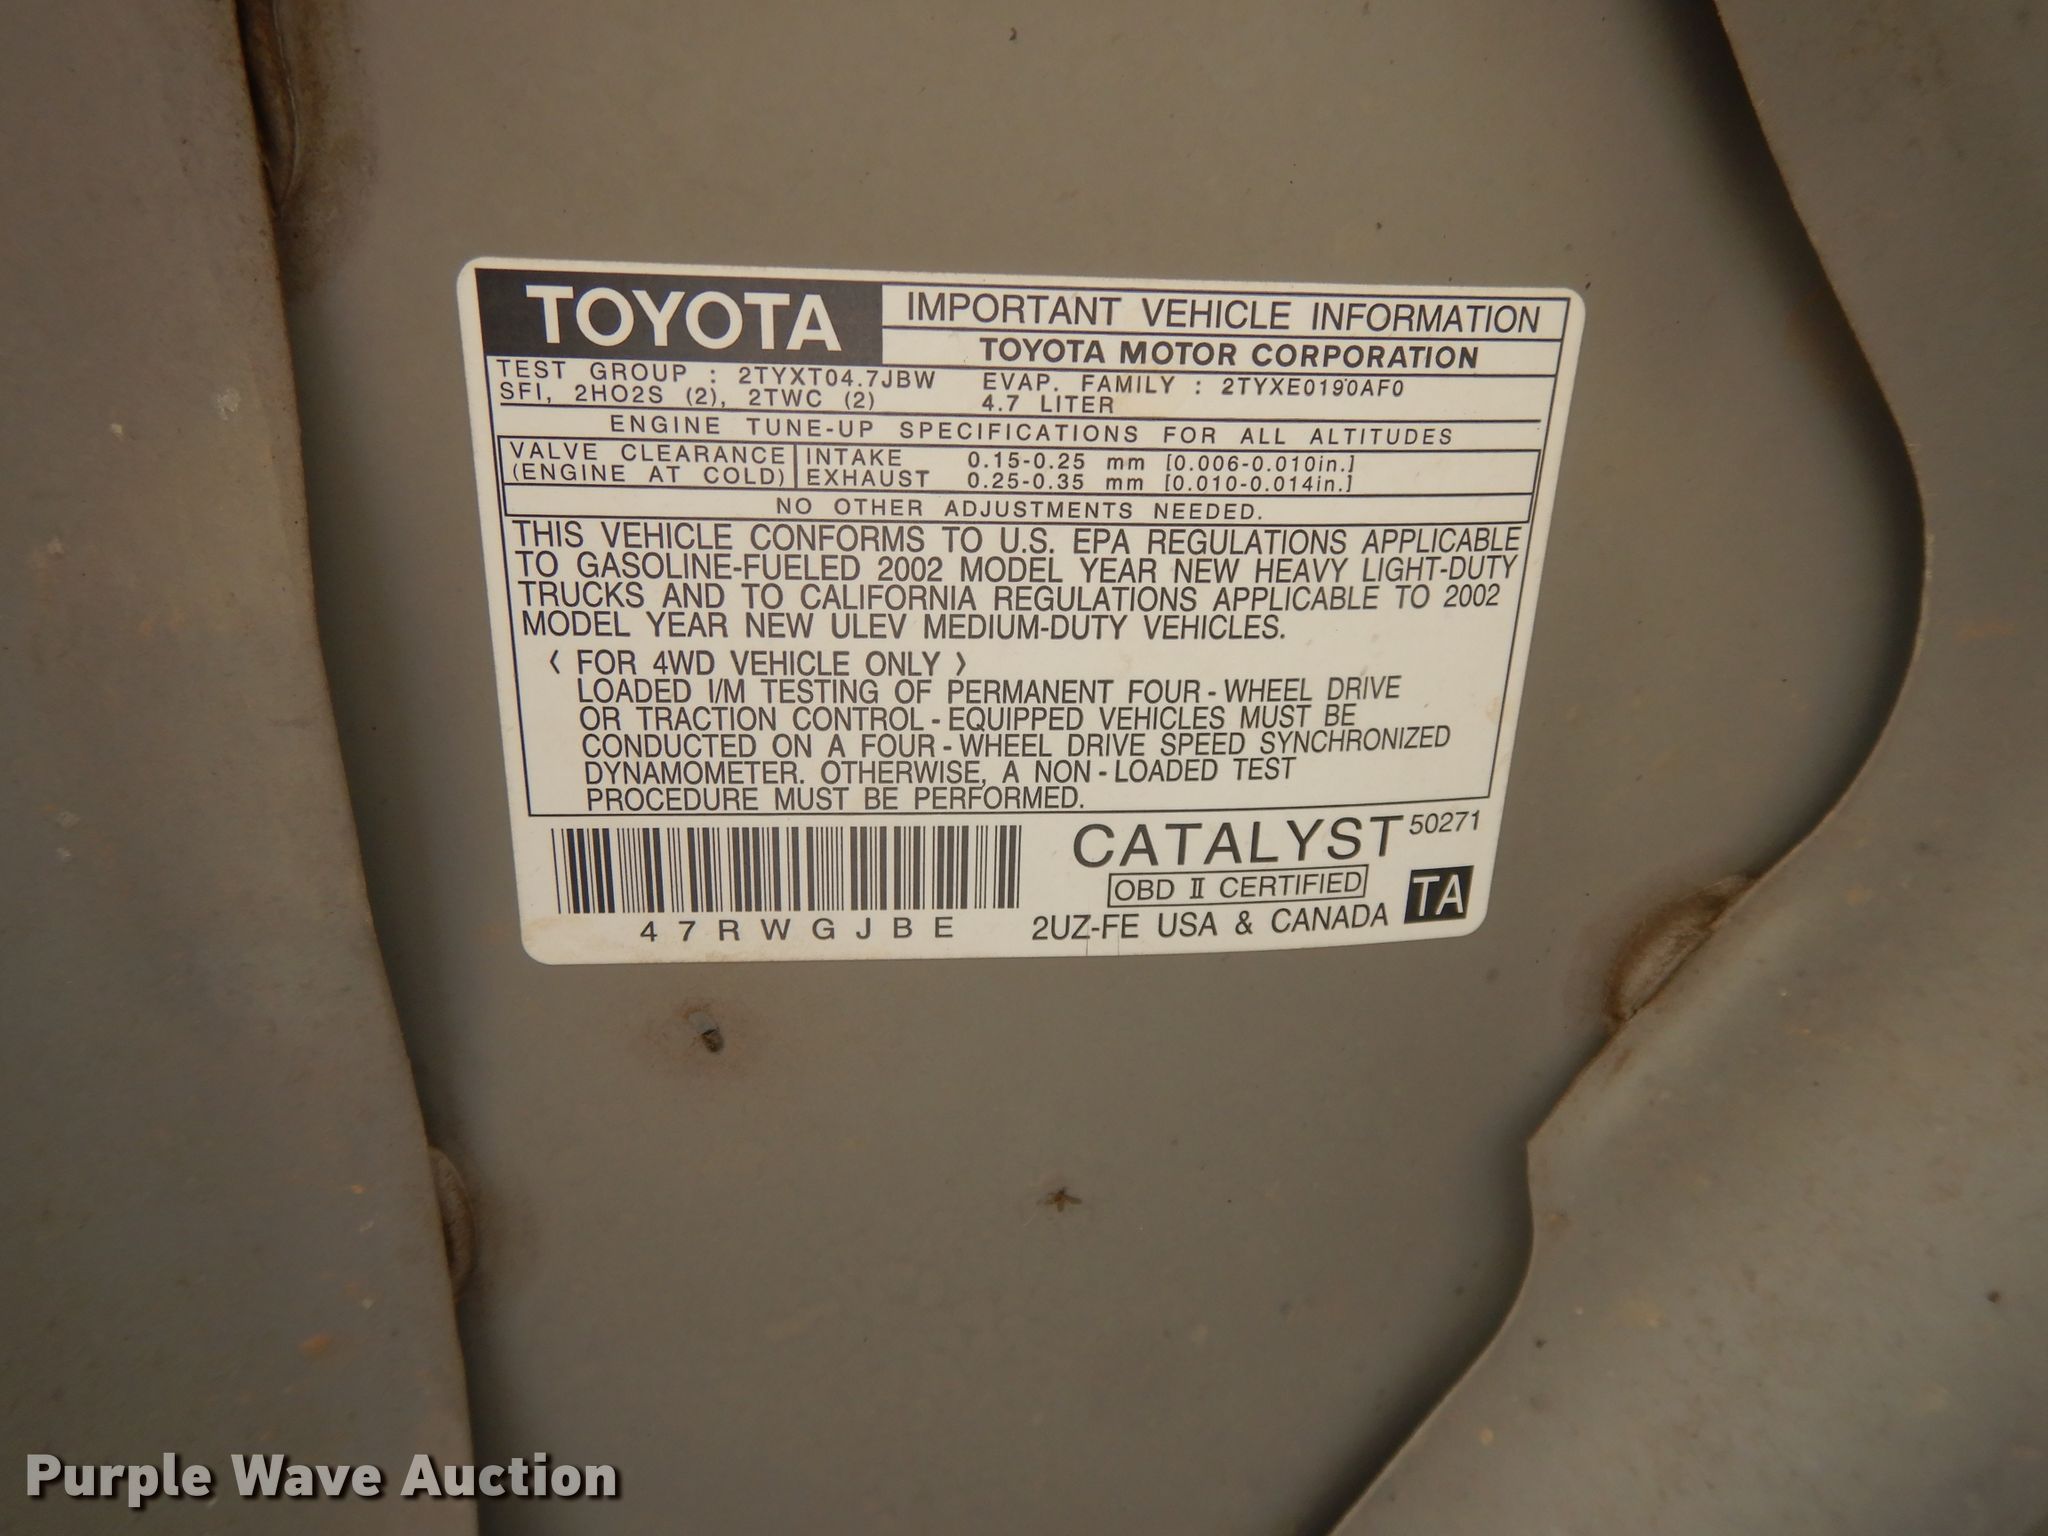 TOYOTA
IMPORTANT VEHICLE INFORMATION
TOYOTA MOTOR CORPORATION
TEST GROUP : 2TYXT04.7JBW EVAP. FAMILY : 2TYXE0190AF0
SFI, 2HO2S (2), 2TWC (2) 4.7 LITER
ENGINE TUNE-UP SPECIFICATIONS FOR ALL ALTITUDES
VALVE CLEARANCE INTAKE 0.15-0.25 mm [0.006-0.010in.]
(ENGINE AT COLD) EXHAUST 0.25-0.35 mm [0.010-0.014in.]
NO OTHER ADJUSTMENTS NEEDED.
THIS VEHICLE CONFORMS TO U.S. EPA REGULATIONS APPLICABLE
TO GASOLINE-FUELED 2002 MODEL YEAR NEW HEAVY LIGHT-DUTY
TRUCKS AND TO CALIFORNIA REGULATIONS APPLICABLE TO 2002
MODEL YEAR NEW ULEV MEDIUM-DUTY VEHICLES.
〈 FOR 4WD VEHICLE ONLY 〉
LOADED I/M TESTING OF PERMANENT FOUR-WHEEL DRIVE
OR TRACTION CONTROL-EQUIPPED VEHICLES MUST BE
CONDUCTED ON A FOUR-WHEEL DRIVE SPEED SYNCHRONIZED
DYNAMOMETER. OTHERWISE, A NON-LOADED TEST
PROCEDURE MUST BE PERFORMED.
CATALYST 50271
OBD II CERTIFIED
TA
47RWGJBE
2UZ-FE USA & CANADA
Purple Wave Auction